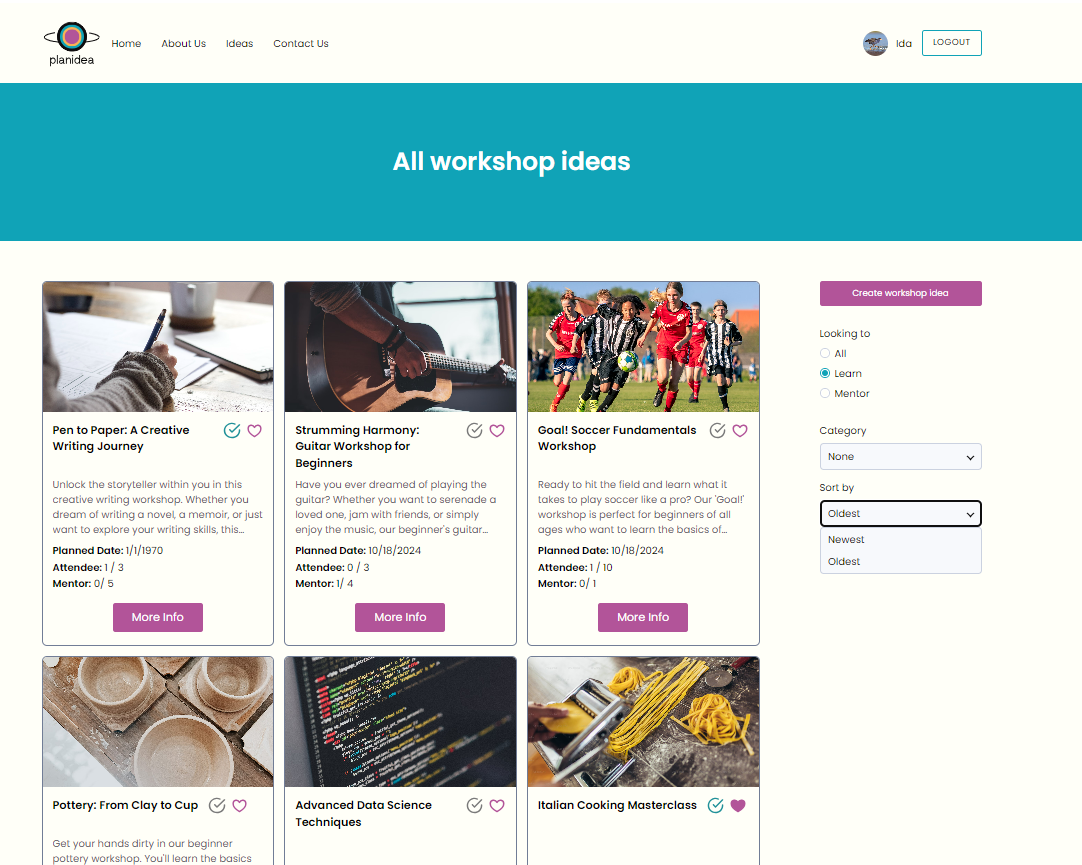 planidea
Home
About Us
Ideas
Contact Us
Ida
LOGOUT
All workshop ideas
Pen to Paper: A Creative
Writing Journey
Unlock the storyteller within you in this
creative writing workshop. Whether you
dream of writing a novel, a memoir, or just
want to explore your writing skills, this...
Planned Date: 1/1/1970
Attendee: 1 / 3
Mentor: 0/ 5
More Info
Strumming Harmony:
Guitar Workshop for
Beginners
Have you ever dreamed of playing the
guitar? Whether you want to serenade a
loved one, jam with friends, or simply
enjoy the music, our beginner's guitar...
Planned Date: 10/18/2024
Attendee: 0 / 3
Mentor: 1/ 4
More Info
Goal! Soccer Fundamentals
Workshop
Ready to hit the field and learn what it
takes to play soccer like a pro? Our 'Goal!'
workshop is perfect for beginners of all
ages who want to learn the basics of...
Planned Date: 10/18/2024
Attendee: 1 / 10
Mentor: 0/ 1
More Info
Create workshop idea
Looking to
All
Learn
Mentor
Category
None
Sort by
Oldest
Newest
Oldest
Pottery: From Clay to Cup
Get your hands dirty in our beginner
pottery workshop. You'll learn the basics
Advanced Data Science
Techniques
Italian Cooking Masterclass